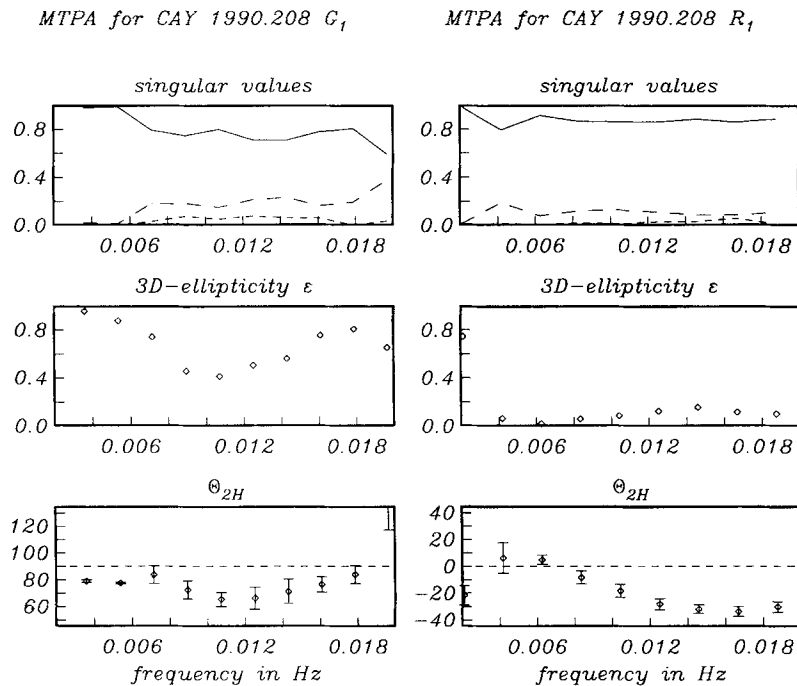 MTPA for CAY 1990.208 G₁
MTPA for CAY 1990.208 R₁
singular values
singular values
0.8
0.4
0.0
0.006 0.012 0.018
0.8
0.4
0.0
0.006 0.012 0.018
3D-ellipticity ε
3D-ellipticity ε
0.8
0.4
0.0
0.006 0.012 0.018
0.8
0.4
0.0
0.006 0.012 0.018
Θ₂H
Θ₂H
120
100
80
60
0.006 0.012 0.018
40
20
0
-20
-40
0.006 0.012 0.018
frequency in Hz
frequency in Hz